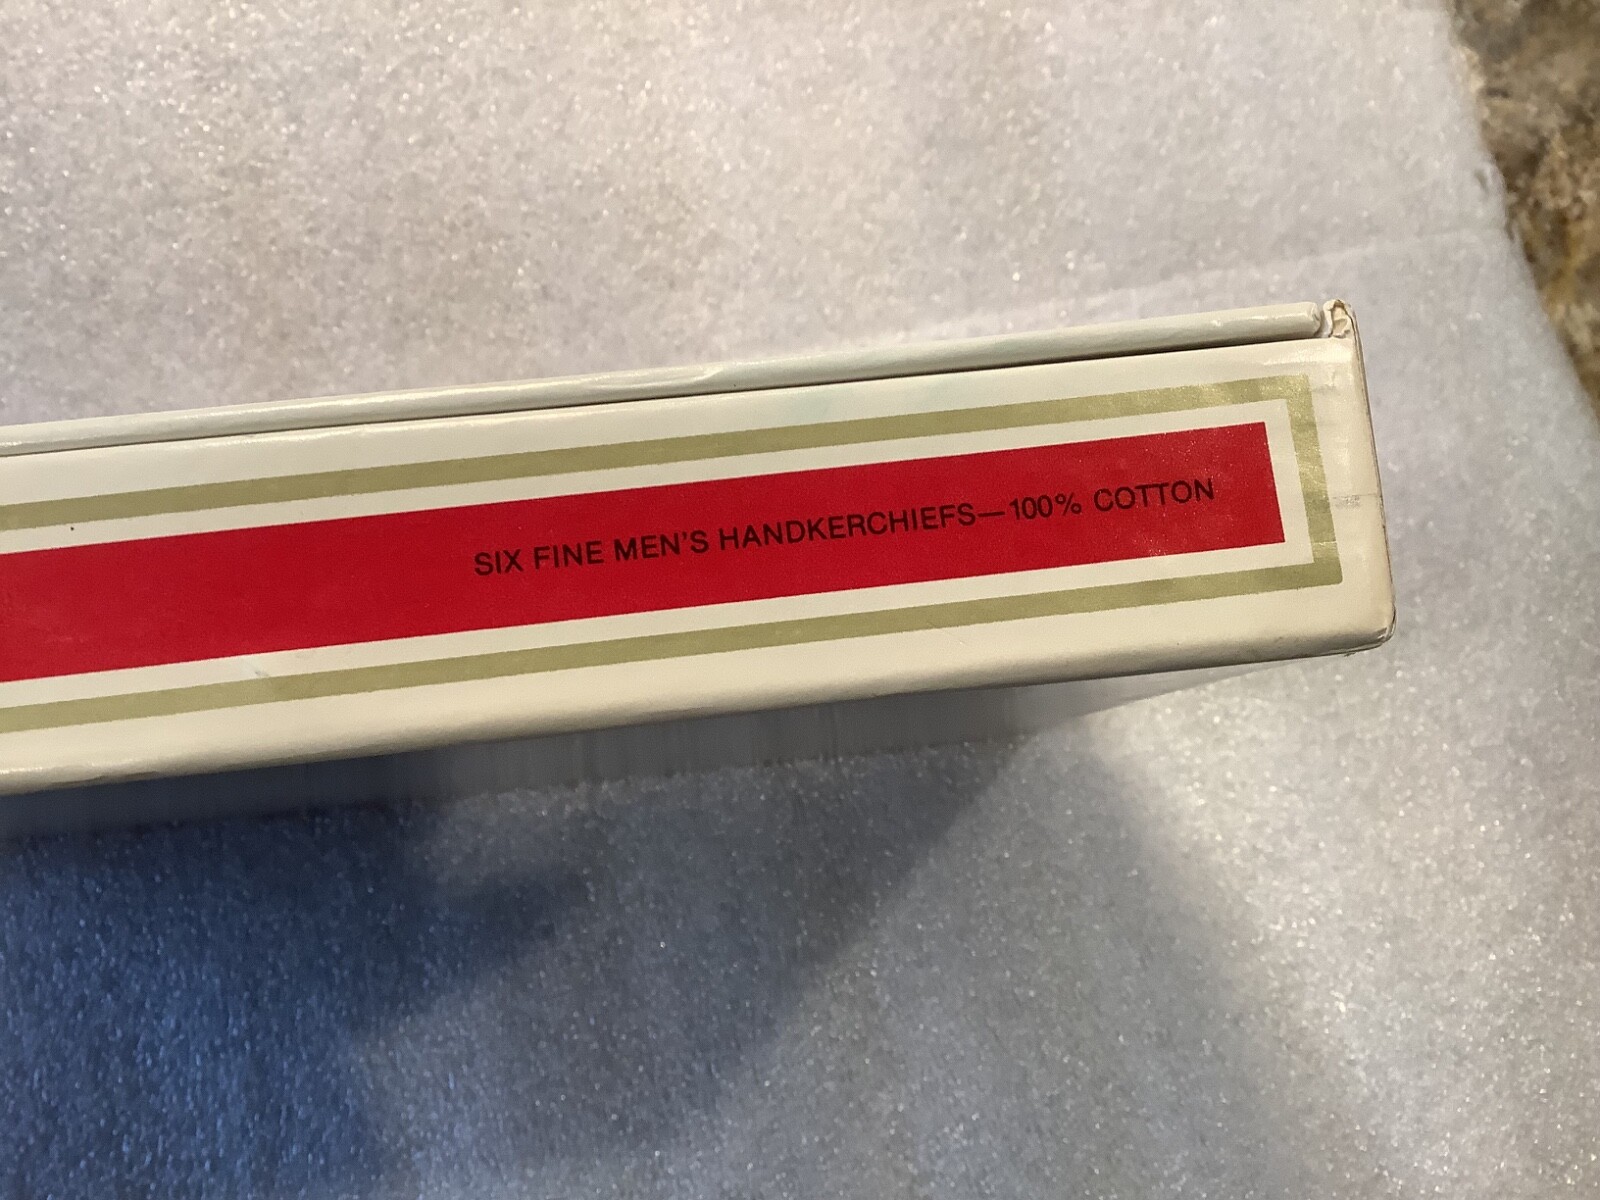 SIX FINE MEN'S HANDKERCHIEFS—100% COTTON